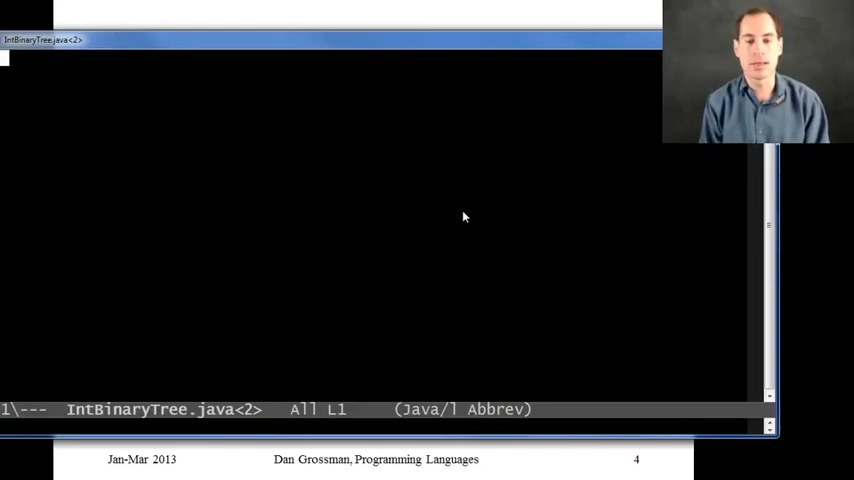 IntBinaryTree.java<2>
1\--- IntBinaryTree.java<2> All L1 (Java/l Abbrev)
Jan-Mar 2013 Dan Grossman, Programming Languages 4